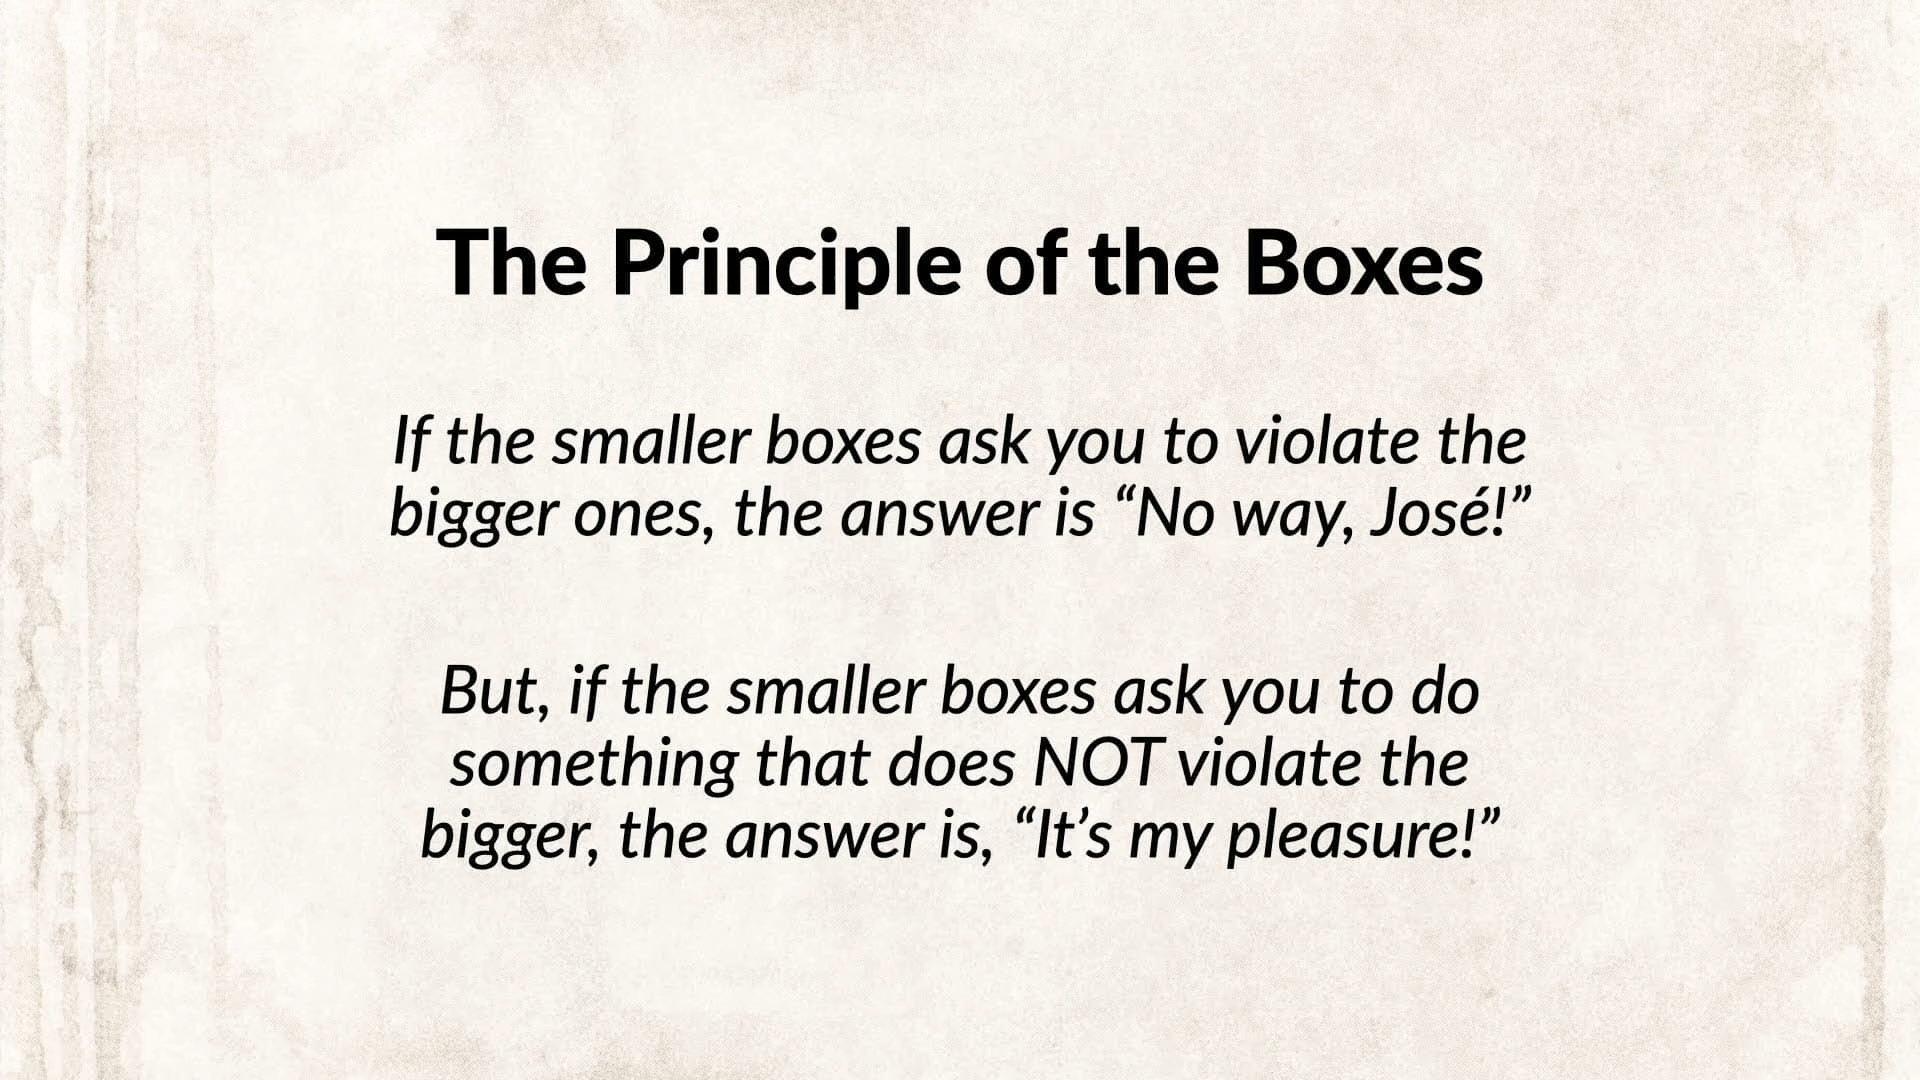 The Principle of the Boxes
If the smaller boxes ask you to violate the
bigger ones, the answer is “No way, José!”
But, if the smaller boxes ask you to do
something that does NOT violate the
bigger, the answer is, “It’s my pleasure!”